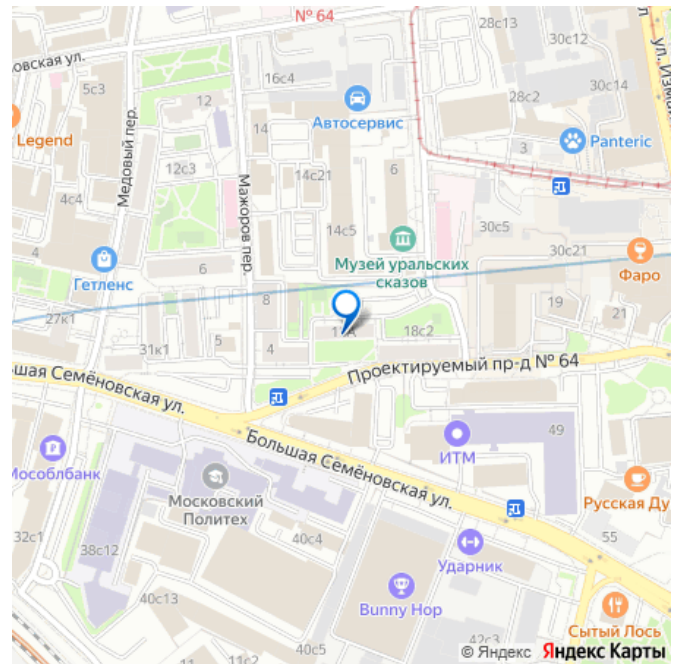 № 64
28с13
30с12
овская ул.
5с3
16с4
30с14
ул. Изма
12
28с2
Автосервис
Legend
14
3
Panteric
Медовый пер.
12с3
14с21
6
4с4
Мажоров пер.
14с5
30с5
4
Музей уральских
сказов
30с21
6
Гетленс
Фаро
8
19
21
27к1
18с2
31к1
4
Проектируемый пр-д № 64
ьшая Семёновская ул.
Большая Семёновская ул.
49
ИТМ
Мособлбанк
Московский
Политех
Русская Ду
32с1
38с12
40с4
55
Ударник
40с13
Bunny Hop
Сытый Лось
40с5
42с3
11с2
© Яндекс Яндекс Карты